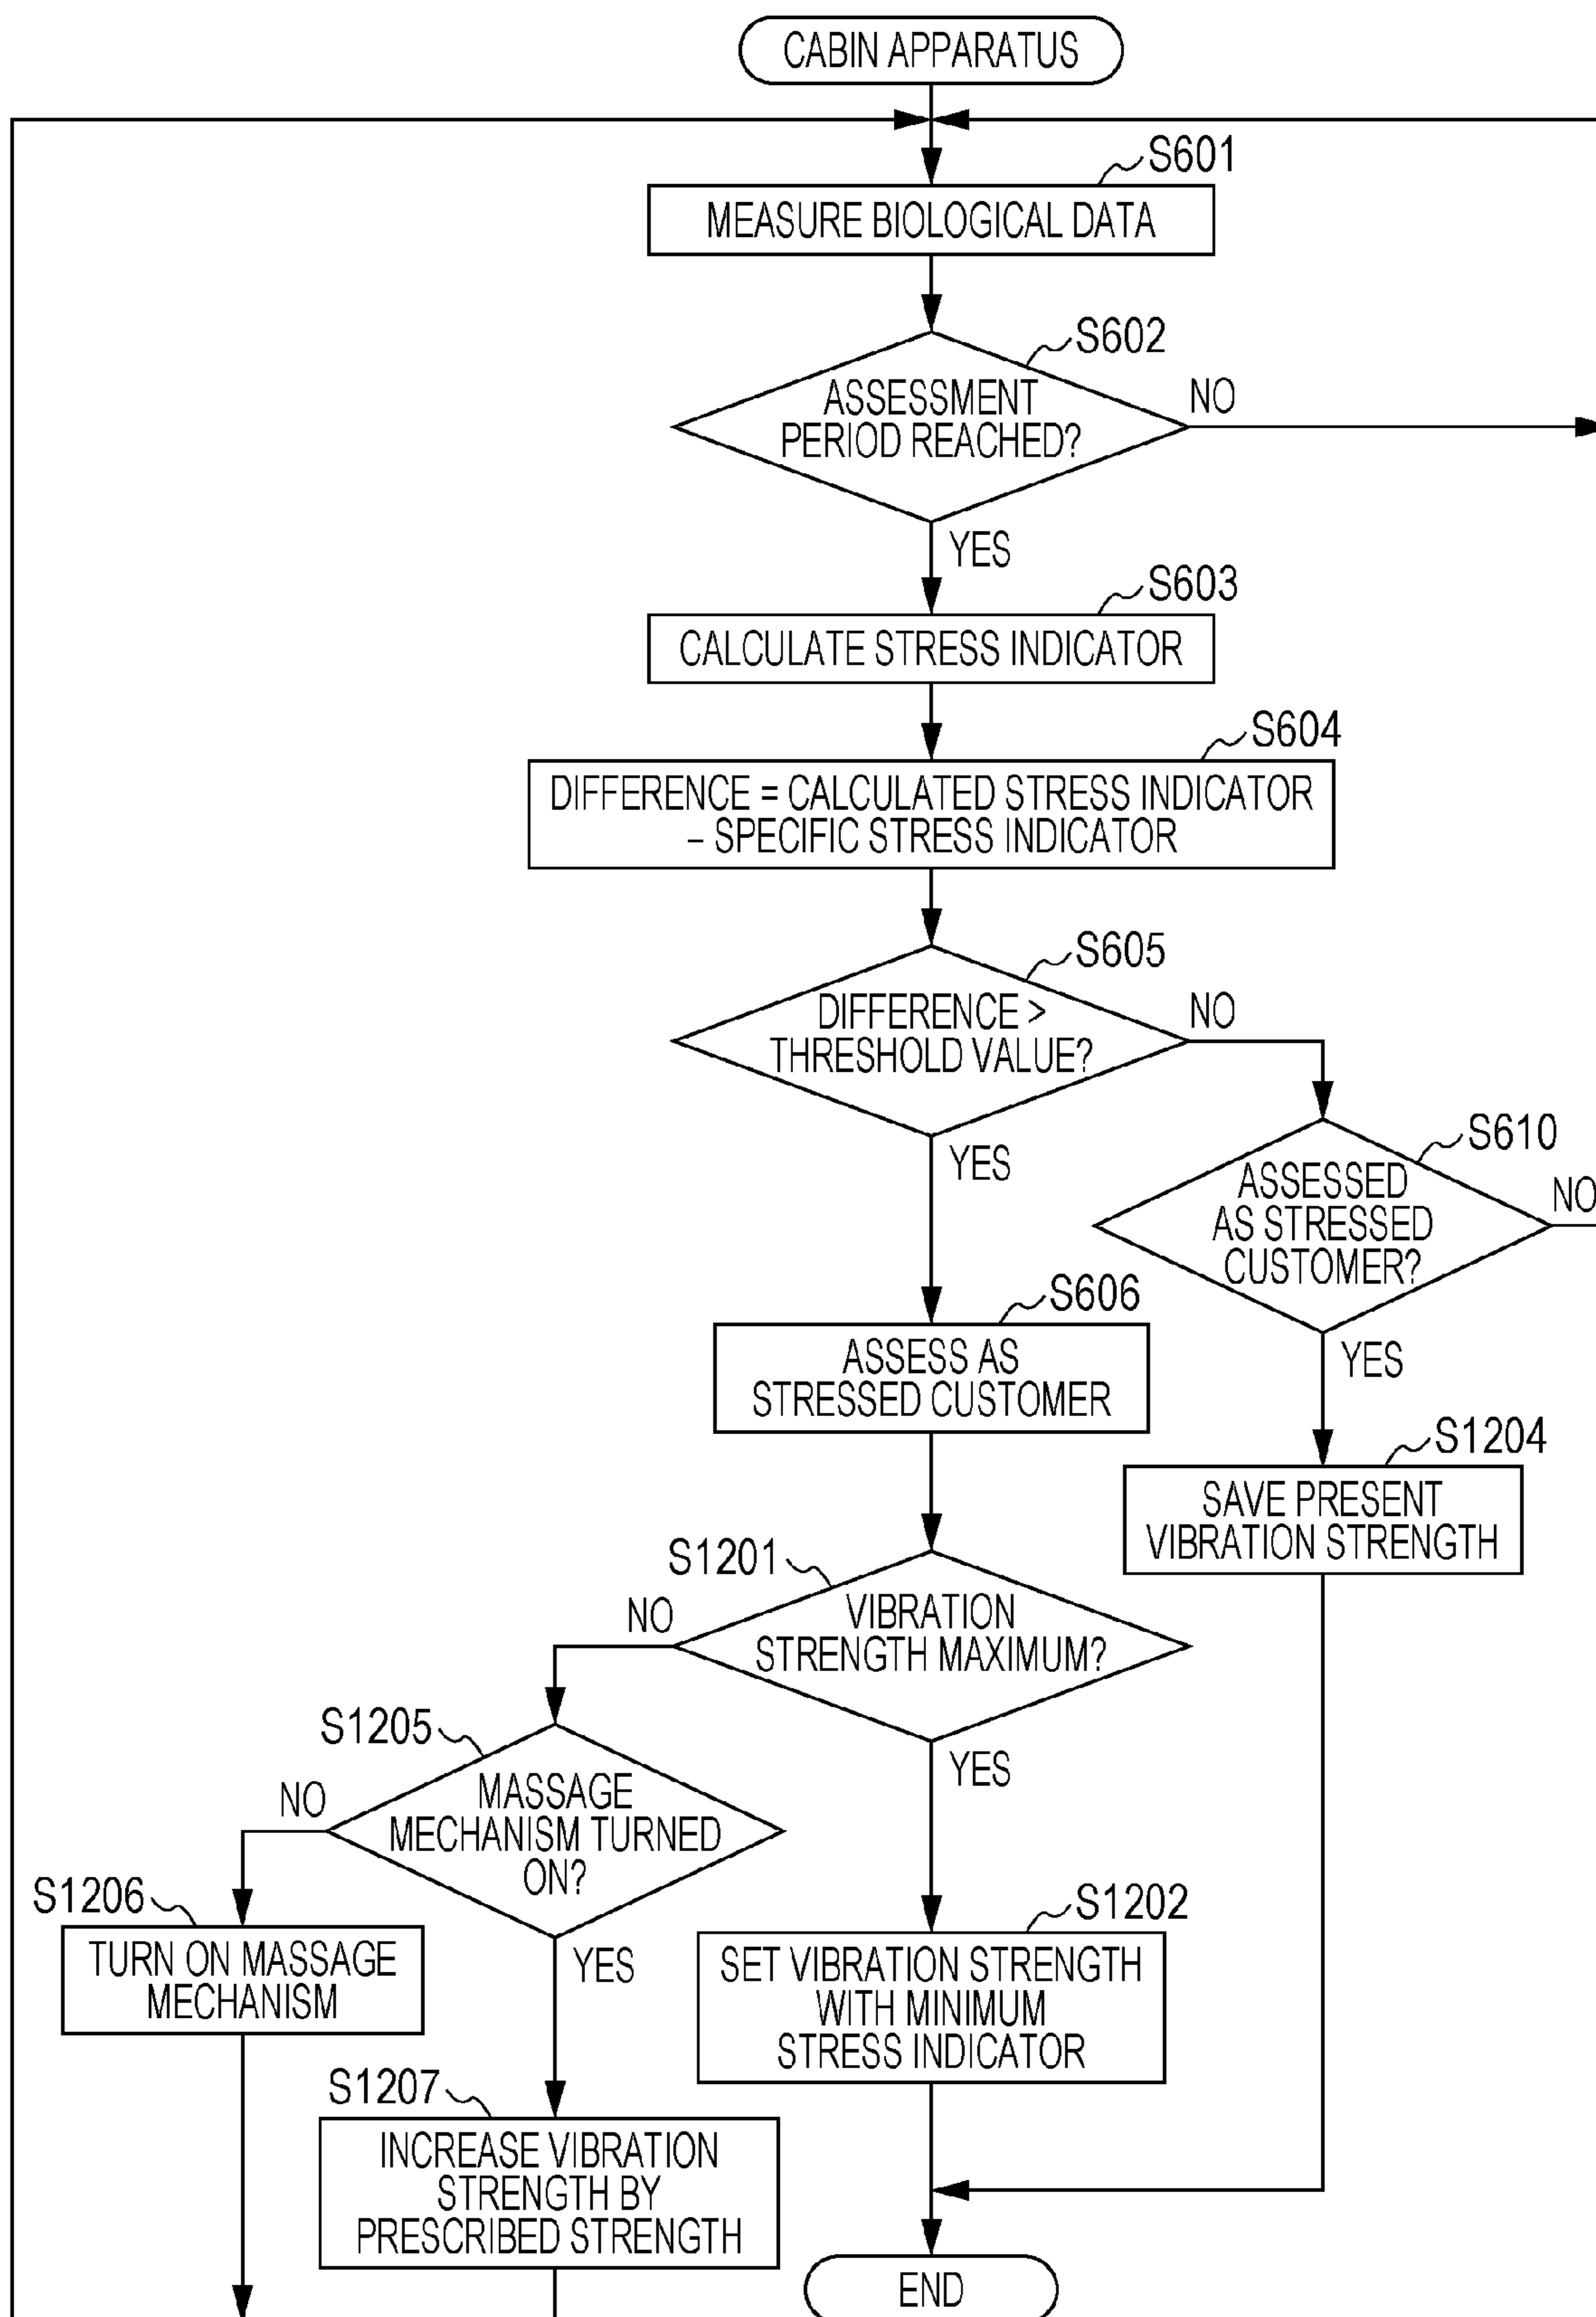 CABIN APPARATUS
S601
MEASURE BIOLOGICAL DATA
S602
ASSESSMENT
PERIOD REACHED?
NO
YES
S603
CALCULATE STRESS INDICATOR
S604
DIFFERENCE = CALCULATED STRESS INDICATOR
– SPECIFIC STRESS INDICATOR
S605
DIFFERENCE >
THRESHOLD VALUE?
NO
YES
S610
ASSESSED
AS STRESSED
CUSTOMER?
NO
YES
S606
ASSESS AS
STRESSED CUSTOMER
S1204
SAVE PRESENT
VIBRATION STRENGTH
S1201
VIBRATION
STRENGTH MAXIMUM?
NO
YES
S1205
MASSAGE
MECHANISM TURNED
ON?
NO
YES
S1206
TURN ON MASSAGE
MECHANISM
S1202
SET VIBRATION STRENGTH
WITH MINIMUM
STRESS INDICATOR
S1207
INCREASE VIBRATION
STRENGTH BY
PRESCRIBED STRENGTH
END